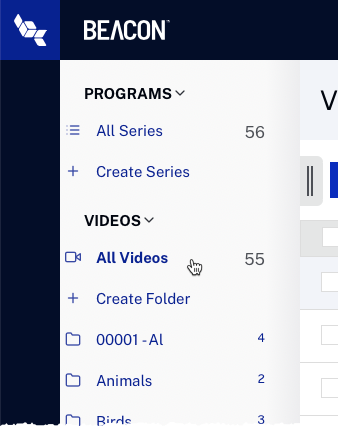 BEACON
PROGRAMS
All Series 56
Create Series
VIDEOS
All Videos 55
Create Folder
00001 - Al 4
Animals 2
Birds 3
V